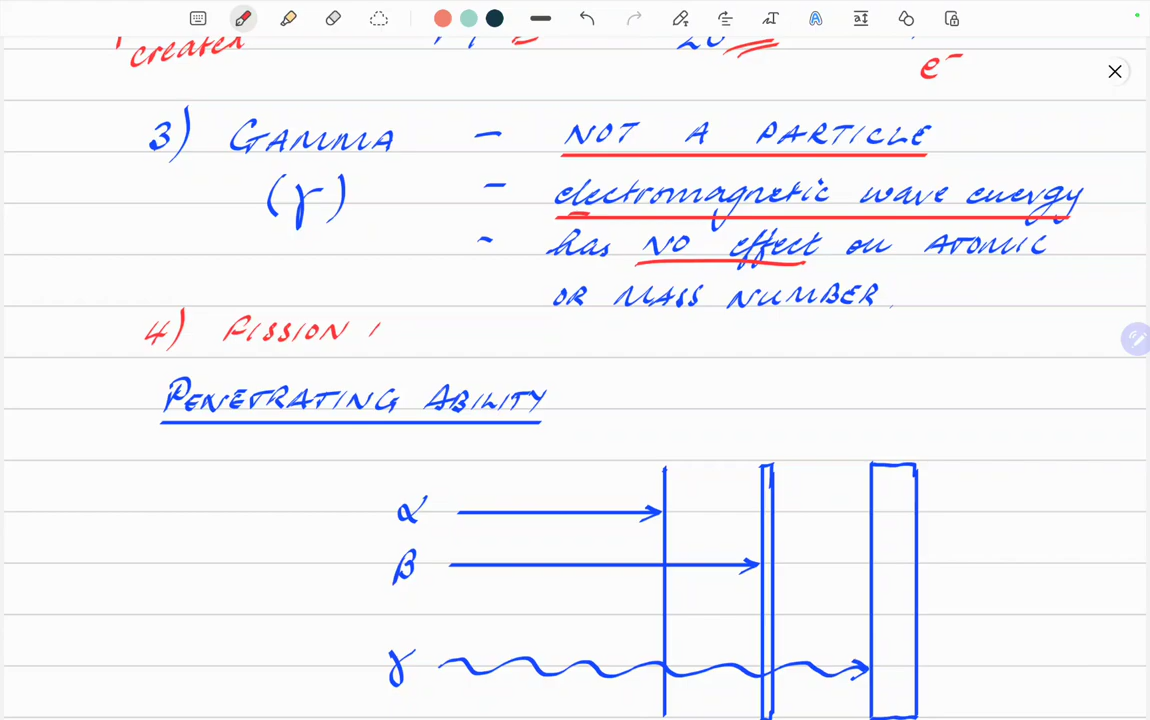 created
e⁻
3) GAMMA - NOT A PARTICLE
(γ) - electromagnetic wave energy
- has NO effect on ATOMIC
OR MASS NUMBER.
4) FISSION
PENETRATING ABILITY
α
β
γ